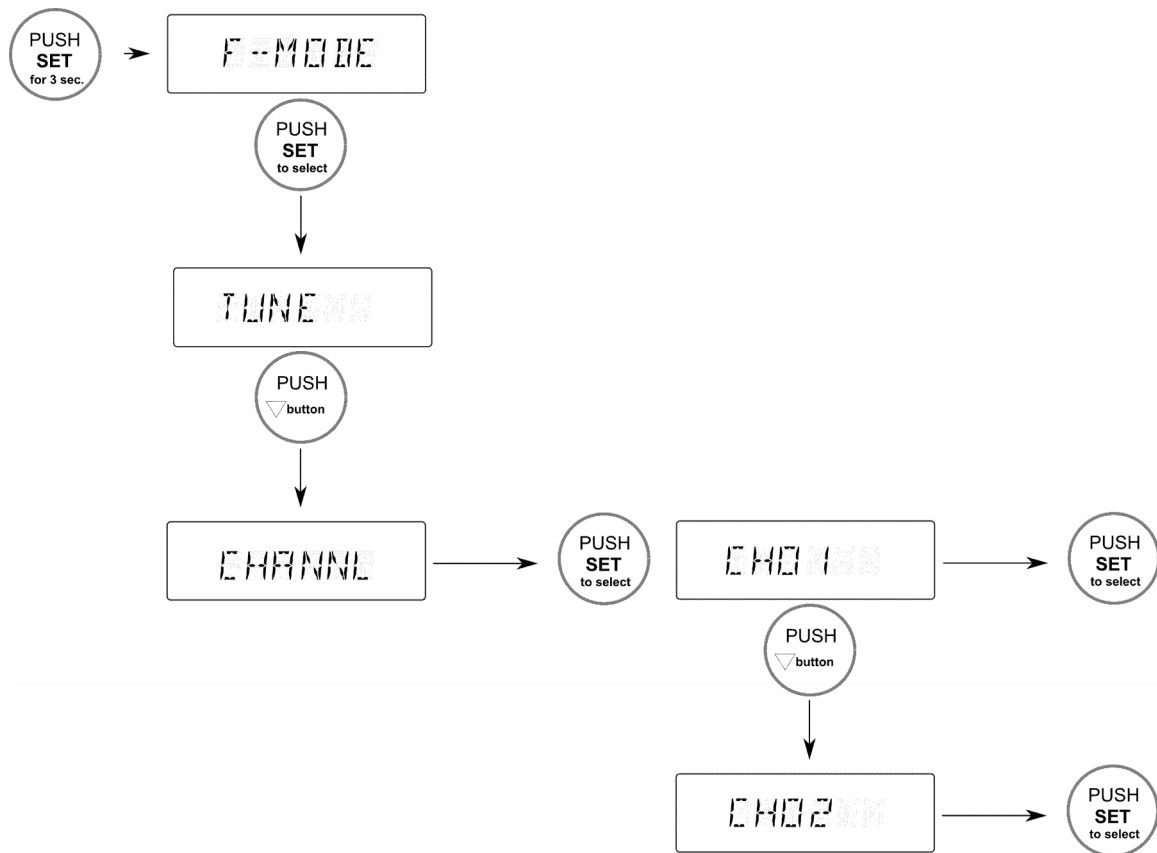 PUSH
SET
for 3 sec.
F--MODE
PUSH
SET
to select
TUNE
PUSH
button
CHANNL
PUSH
SET
to select
CH01
PUSH
SET
to select
PUSH
button
CH02
PUSH
SET
to select